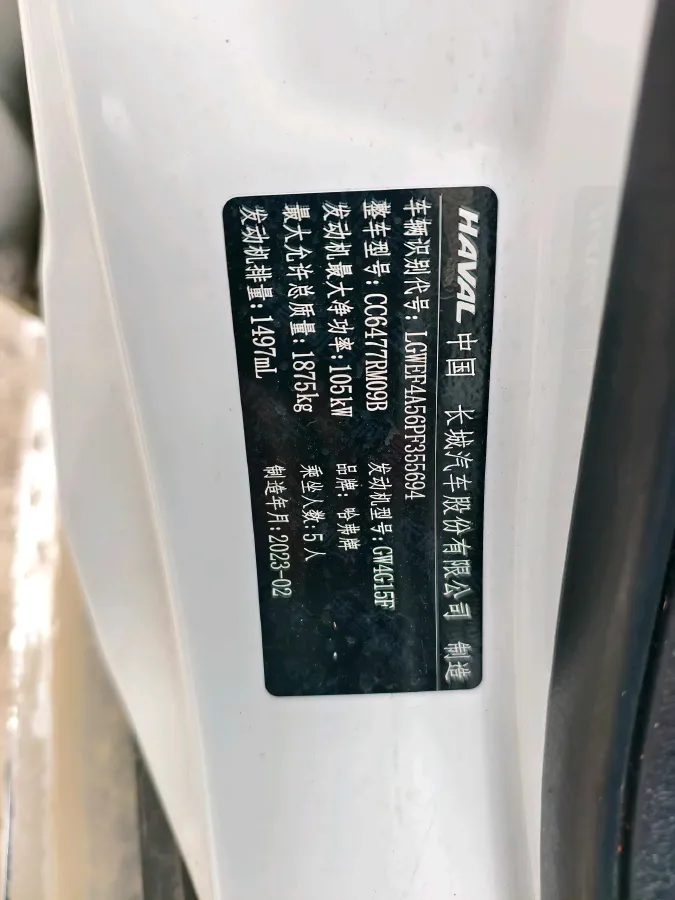 HAVAL 中国 长城汽车股份有限公司 制造
车辆识别代号：LGWEF4A56PF355694
整车型号：CC6477RM09B 发动机型号：GW4G15F
发动机最大净功率：105kW 品牌：哈弗牌
最大允许总质量：1875kg 乘坐人数：5人
发动机排量：1497mL 制造年月：2023-02